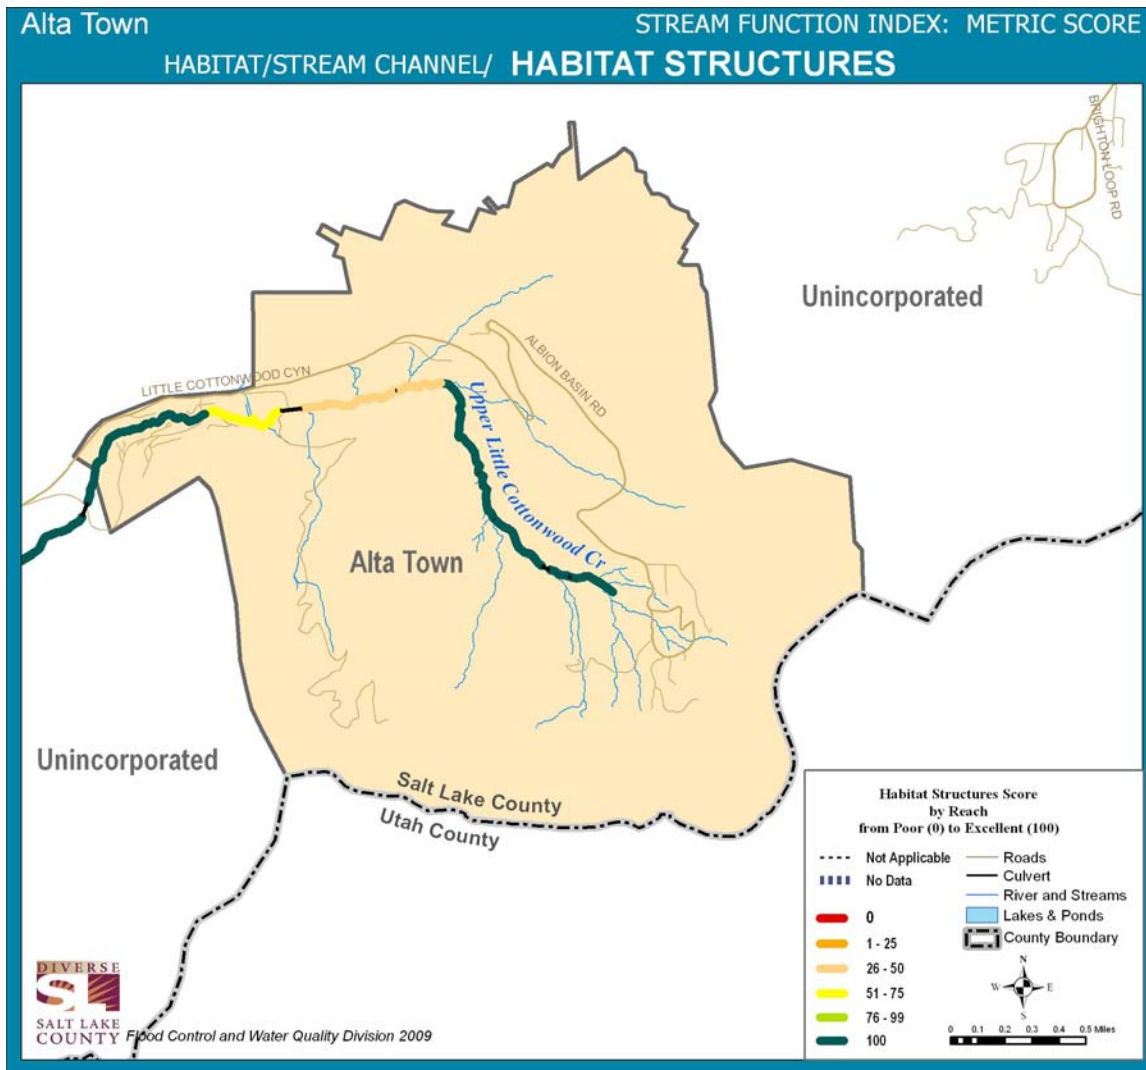 Alta Town
STREAM FUNCTION INDEX: METRIC SCORE
HABITAT/STREAM CHANNEL/ HABITAT STRUCTURES
BRIGHTON LOOP RD
Unincorporated
LITTLE COTTONWOOD CYN
ALBION BASIN RD
Upper Little Cottonwood Cr
Alta Town
Unincorporated
Salt Lake County
Utah County
Habitat Structures Score
by Reach
from Poor (0) to Excellent (100)
Not Applicable
No Data
0
1 - 25
26 - 50
51 - 75
76 - 99
100
Roads
Culvert
River and Streams
Lakes & Ponds
County Boundary
N
W E
S
0 0.1 0.2 0.3 0.4 0.5 Miles
DIVERSE
SL
SALT LAKE
COUNTY
Flood Control and Water Quality Division 2009